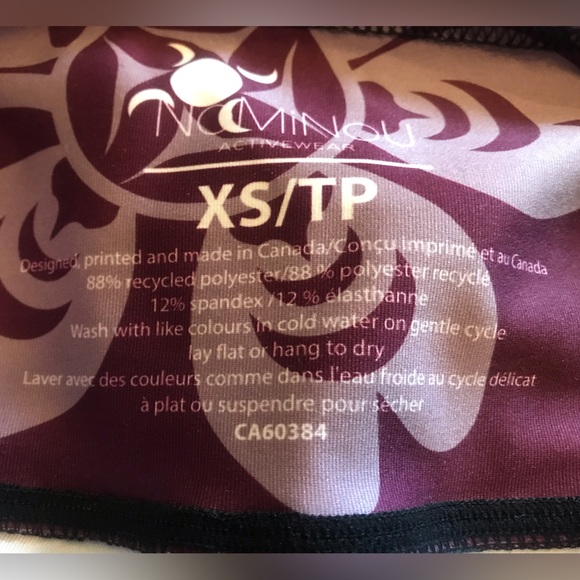 NOMINOU
ACTIVEWEAR
XS/TP
Designed, printed and made in Canada/Conçu imprimé et au Canada
88% recycled polyester/88 % polyester recyclé
12% spandex /12 % élasthanne
Wash with like colours in cold water on gentle cycle
lay flat or hang to dry
Laver avec des couleurs comme dans l'eau froide au cycle délicat
à plat ou suspendre pour sécher
CA60384